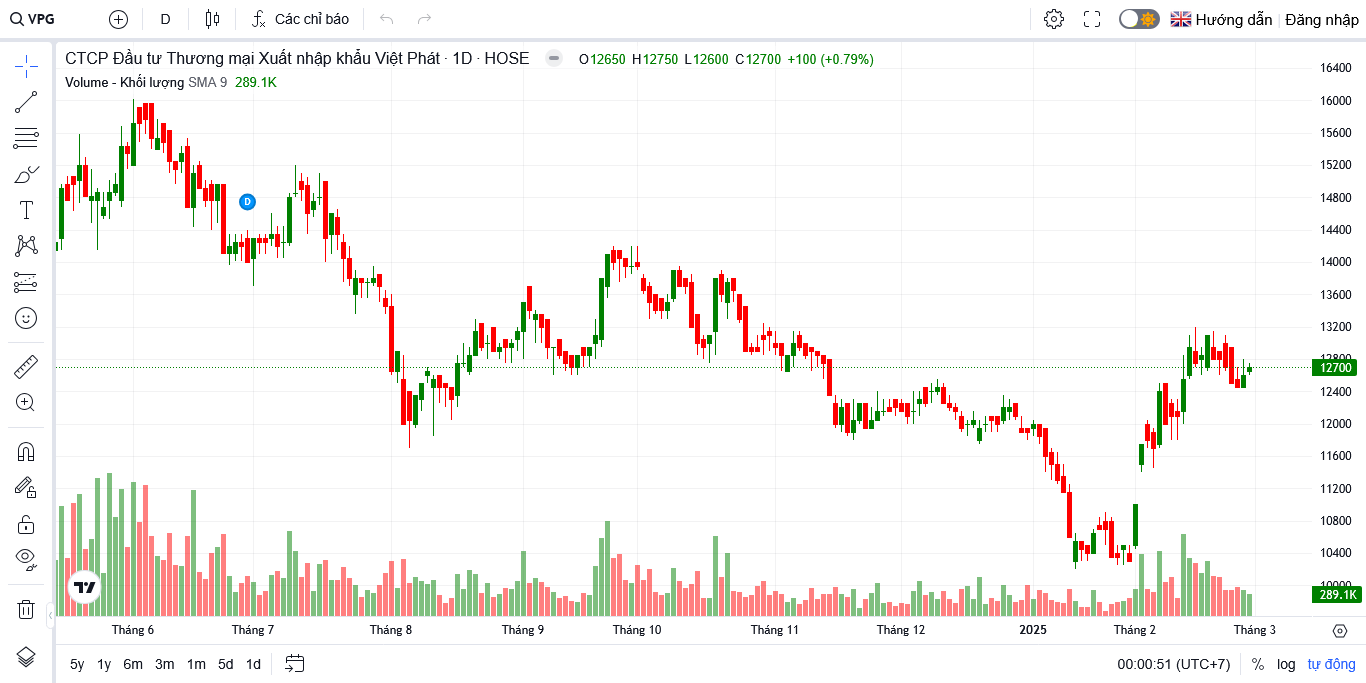 VPG D Các chỉ báo Hướng dẫn Đăng nhập
CTCP Đầu tư Thương mại Xuất nhập khẩu Việt Phát · 1D · HOSE O12650 H12750 L12600 C12700 +100 (+0.79%)
Volume - Khối lượng SMA 9 289.1K
D
16400
16000
15600
15200
14800
14400
14000
13600
13200
12800
12700
12400
12000
11600
11200
10800
10400
10000
289.1K
Tháng 6 Tháng 7 Tháng 8 Tháng 9 Tháng 10 Tháng 11 Tháng 12 2025 Tháng 2 Tháng 3
5y 1y 6m 3m 1m 5d 1d 00:00:51 (UTC+7) % log tự động